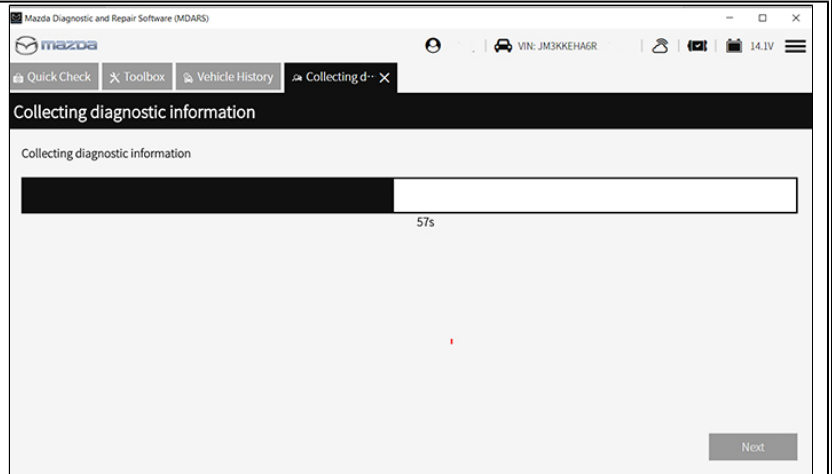 Mazda Diagnostic and Repair Software (MDARS)
mazda
VIN: JM3KKEHA6R
14.1V
Quick Check
Toolbox
Vehicle History
Collecting d···
Collecting diagnostic information
Collecting diagnostic information
57s
Next